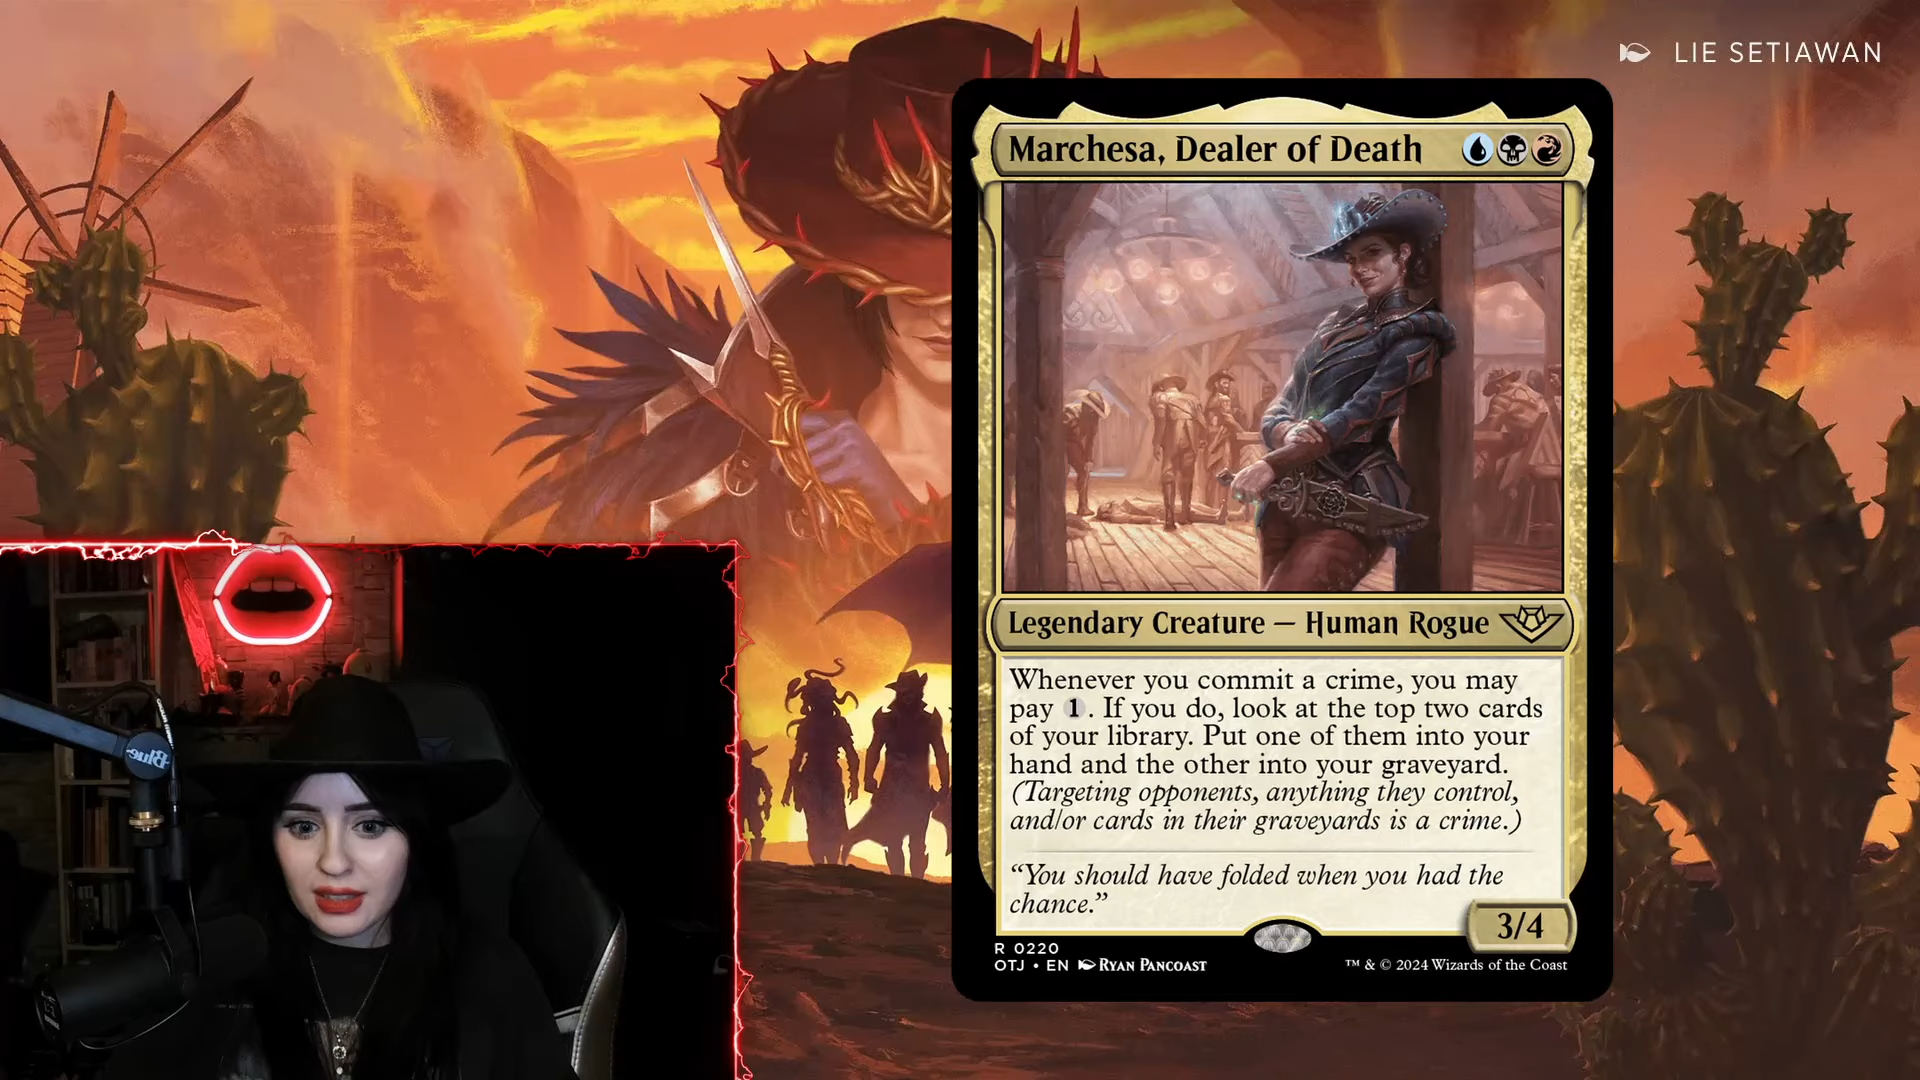 LIE SETIAWAN
Marchesa, Dealer of Death
Legendary Creature — Human Rogue
Whenever you commit a crime, you may
pay 1. If you do, look at the top two cards
of your library. Put one of them into your
hand and the other into your graveyard.
(Targeting opponents, anything they control,
and/or cards in their graveyards is a crime.)
“You should have folded when you had the
chance.”
3/4
R 0220
OTJ • EN RYAN PANCOAST
™ & © 2024 Wizards of the Coast
Blue